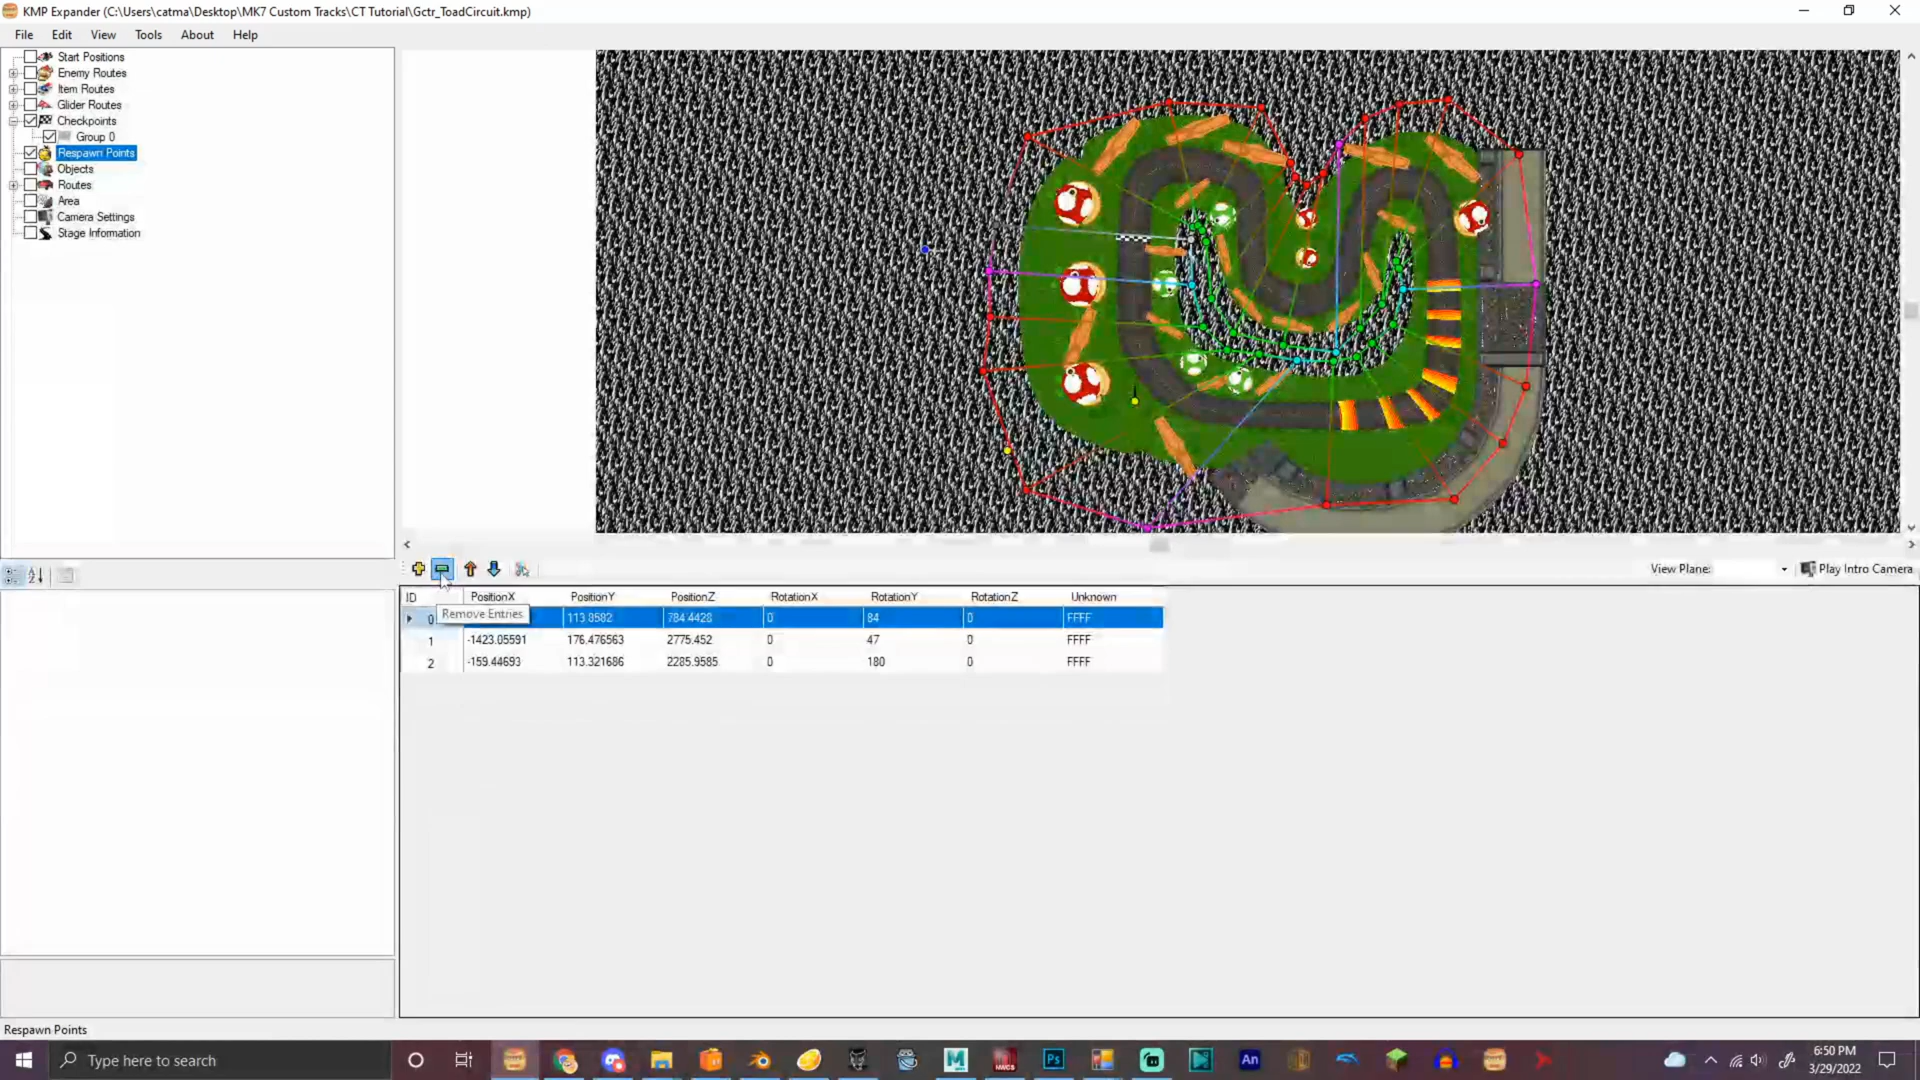 KMP Expander (C:\Users\catma\Desktop\MK7 Custom Tracks\CT Tutorial\Gctr_ToadCircuit.kmp)
File Edit View Tools About Help
Start Positions
Enemy Routes
Item Routes
Glider Routes
Checkpoints
Group 0
Respawn Points
Objects
Routes
Area
Camera Settings
Stage Information
View Plane: Play Intro Camera
ID PositionX PositionY PositionZ RotationX RotationY RotationZ Unknown
Remove Entries
0 113.8582 784.4428 0 84 0 FFFF
1 -1423.05591 176.476563 2775.452 0 47 0 FFFF
2 -159.44693 113.321686 2285.9585 0 180 0 FFFF
Respawn Points
Type here to search
Ps
An
6:50 PM
3/29/2022